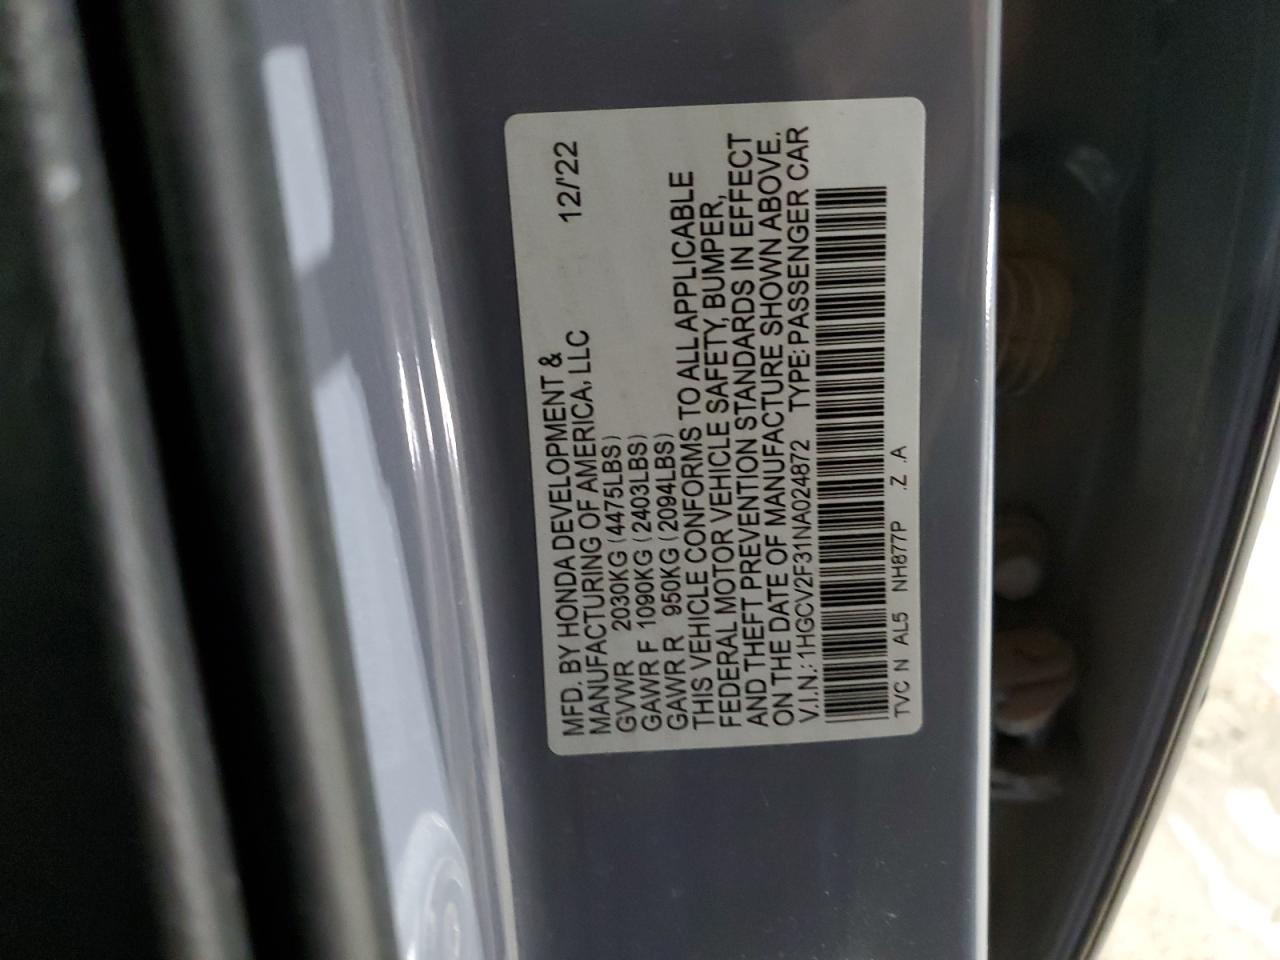 MFD. BY HONDA DEVELOPMENT &
MANUFACTURING OF AMERICA, LLC 12/'22
GVWR 2030KG (4475LBS)
GAWR F 1090KG (2403LBS)
GAWR R 950KG (2094LBS)
THIS VEHICLE CONFORMS TO ALL APPLICABLE
FEDERAL MOTOR VEHICLE SAFETY, BUMPER,
AND THEFT PREVENTION STANDARDS IN EFFECT
ON THE DATE OF MANUFACTURE SHOWN ABOVE.
V.I.N.: 1HGCV2F31NA024872 TYPE: PASSENGER CAR
TVC N AL5 NH877P .Z .A